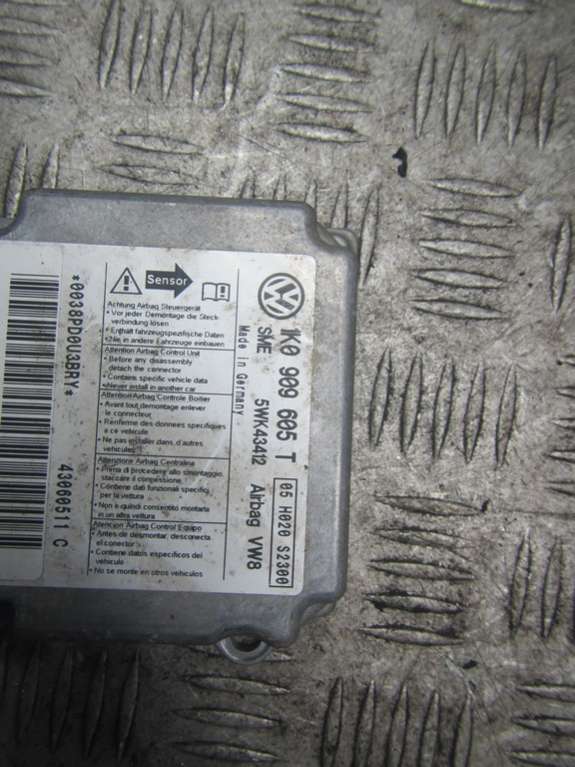 *0038PD0U3BRY*
43060511 C
Sensor
Achtung Airbag Steuergerät
• Vor jeder Demontage die Steck-
verbindung lösen
• Enthält fahrzeugspezifische Daten
• Nie in andere Fahrzeuge einbauen
Attention Airbag Control Unit
• Before any disassembly
detach the connector
• Contains specific vehicle data
• Never install in another car
Attention Airbag Controle Boitier
• Avant tout demontage enlever
le connecteur
• Renferme des données specifiques
a ce véhicule
• Ne pas installer dans d'autres
véhicules
Attenzione Airbag Centralina
• Prima di procedere allo smontaggio
staccare il connessione
• Contiene dati funzionali specifici
per la vettura
• Non e quindi consentito montarla
in un altra vettura
Atencion Airbag Control Equipo
• Antes de desmontar, desconecta
el conector
• Contiene datos especificos del
vehículo
• No se monte en otros vehiculos
1K0 909 605 T
SME 5WK43412 Airbag VW8
Made in Germany
05 H020 S2300